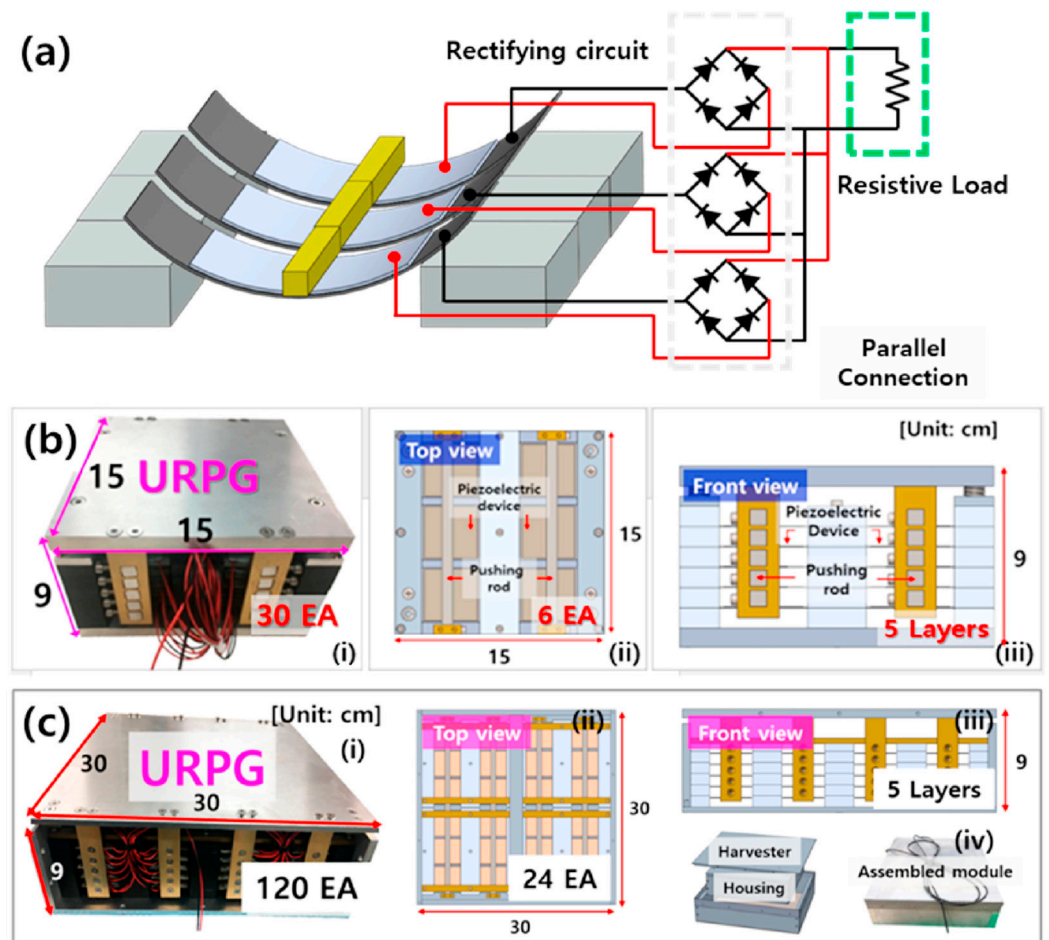 (a)
Rectifying circuit
Resistive Load
Parallel
Connection
(b)
15
URPG
15
9
30 EA
(i)
Top view
Piezoelectric
device
Pushing
rod
15
6 EA
15
(ii)
[Unit: cm]
Front view
Piezoelectric
Device
Pushing
rod
9
5 Layers
(iii)
(c)
[Unit: cm]
(i)
30
URPG
30
9
120 EA
Top view
(ii)
30
24 EA
30
Front view
(iii)
9
5 Layers
(iv)
Harvester
Housing
Assembled module